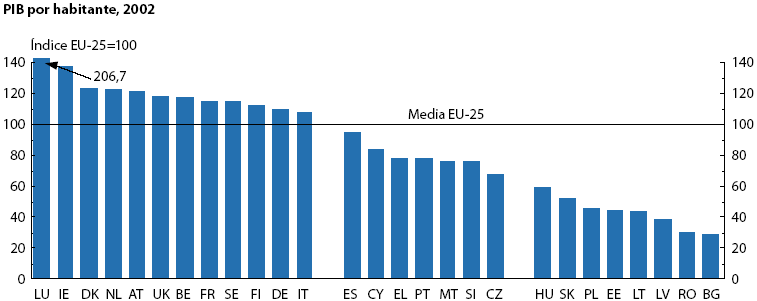 PIB por habitante, 2002
Índice EU-25=100
206,7
Media EU-25
140 140
120 120
100 100
80 80
60 60
40 40
20 20
0 0
LU IE DK NL AT UK BE FR SE FI DE IT ES CY EL PT MT SI CZ HU SK PL EE LT LV RO BG